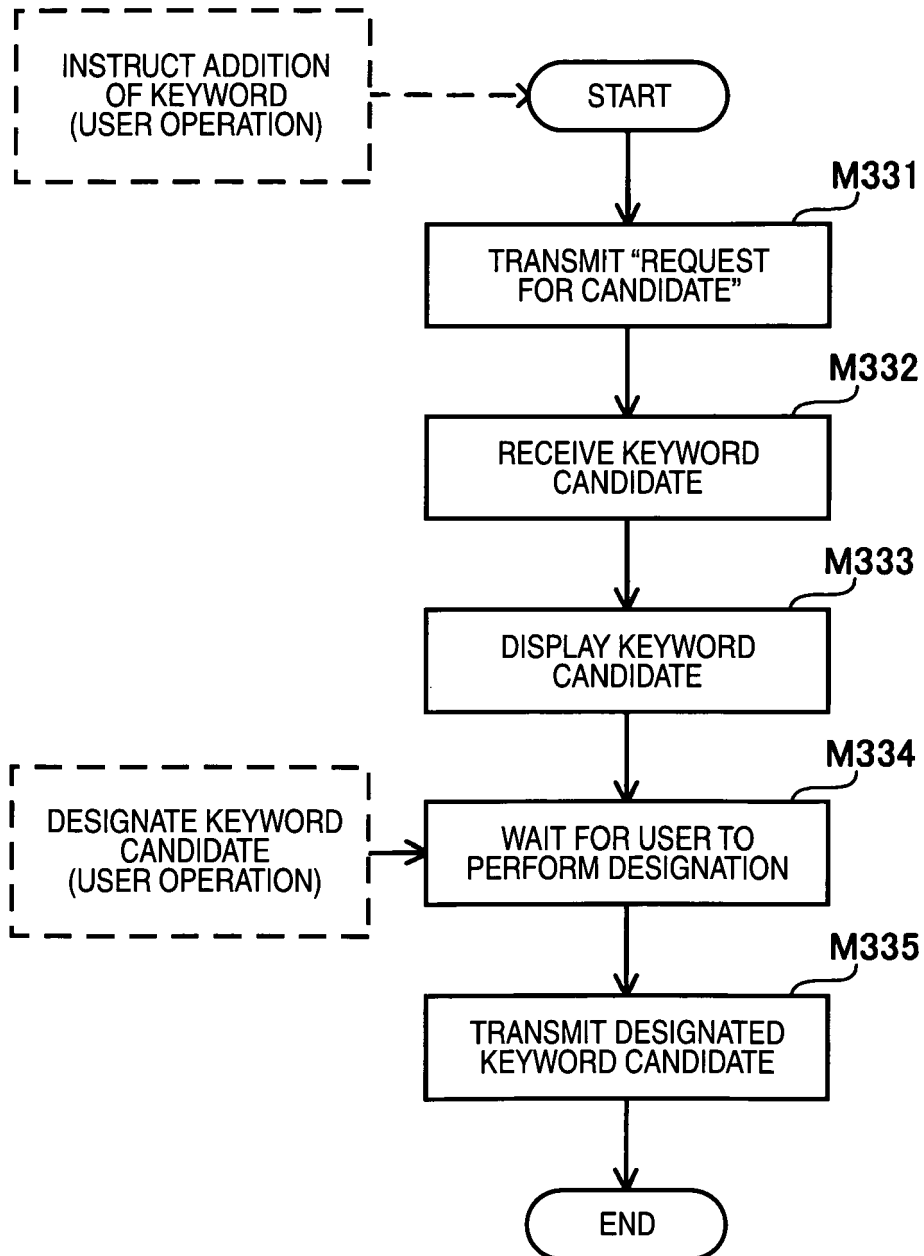 INSTRUCT ADDITION
OF KEYWORD
(USER OPERATION)
START
M331
TRANSMIT “REQUEST
FOR CANDIDATE”
M332
RECEIVE KEYWORD
CANDIDATE
M333
DISPLAY KEYWORD
CANDIDATE
M334
DESIGNATE KEYWORD
CANDIDATE
(USER OPERATION)
WAIT FOR USER TO
PERFORM DESIGNATION
M335
TRANSMIT DESIGNATED
KEYWORD CANDIDATE
END